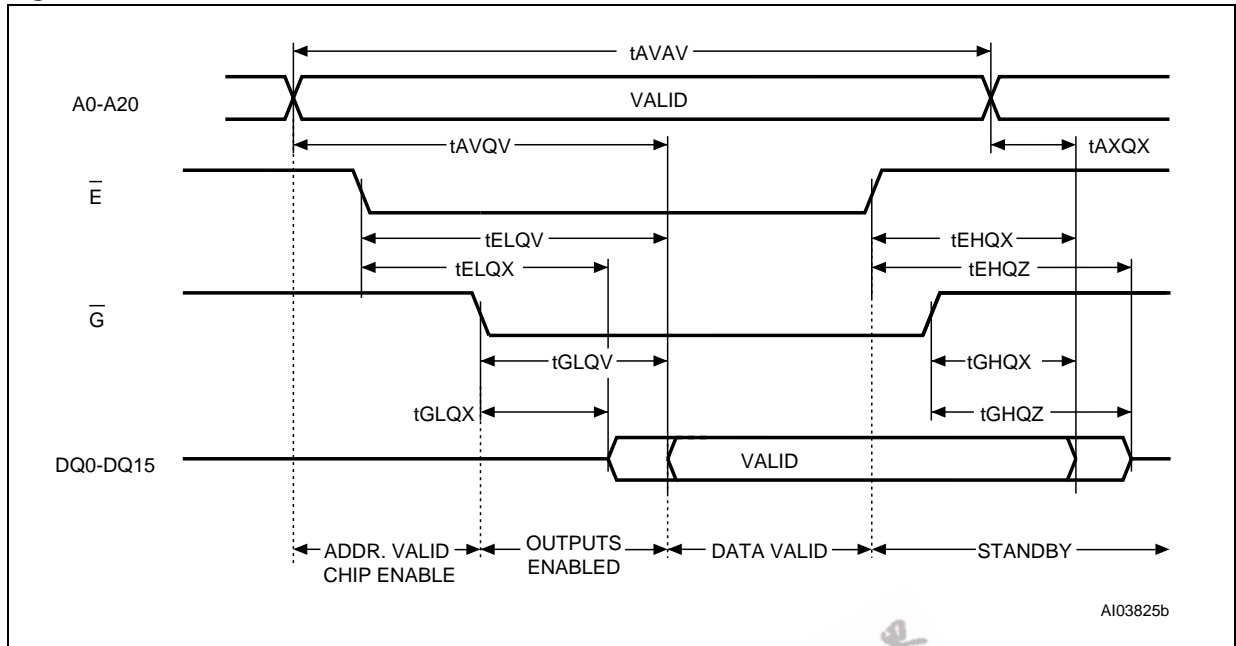 tAVAV
A0-A20
VALID
tAVQV
tAXQX
E
tELQV
tEHQX
tELQX
tEHQZ
G
tGLQV
tGHQX
tGLQX
tGHQZ
DQ0-DQ15
VALID
ADDR. VALID
CHIP ENABLE
OUTPUTS
ENABLED
DATA VALID
STANDBY
AI03825b